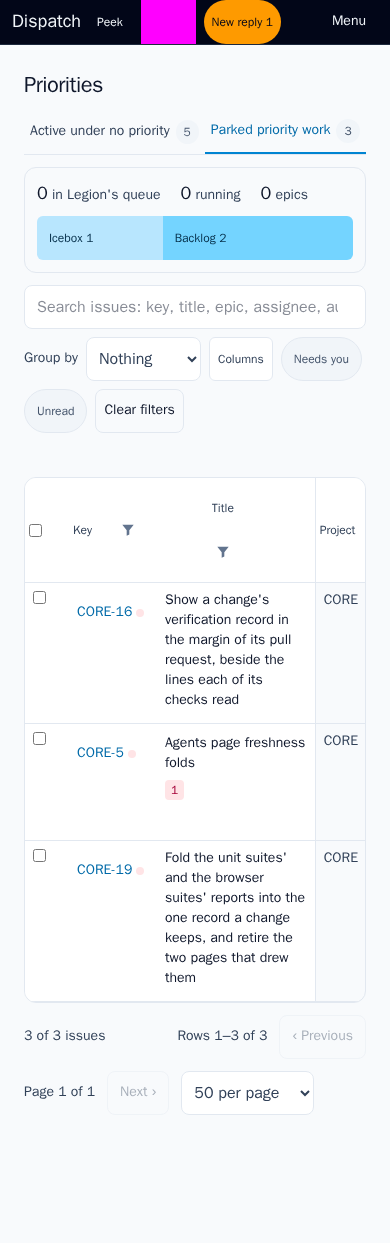 Dispatch Peek New reply 1 Menu
Priorities
Active under no priority 5 Parked priority work 3
0 in Legion's queue 0 running 0 epics
Icebox 1 Backlog 2
Search issues: key, title, epic, assignee, au
Group by Nothing Columns Needs you
Unread Clear filters
Title
Key Project
CORE-16 Show a change's CORE
verification record in
the margin of its pull
request, beside the
lines each of its
checks read
CORE-5 Agents page freshness CORE
folds
1
CORE-19 Fold the unit suites' CORE
and the browser
suites' reports into the
one record a change
keeps, and retire the
two pages that drew
them
3 of 3 issues Rows 1–3 of 3 ‹ Previous
Page 1 of 1 Next › 50 per page